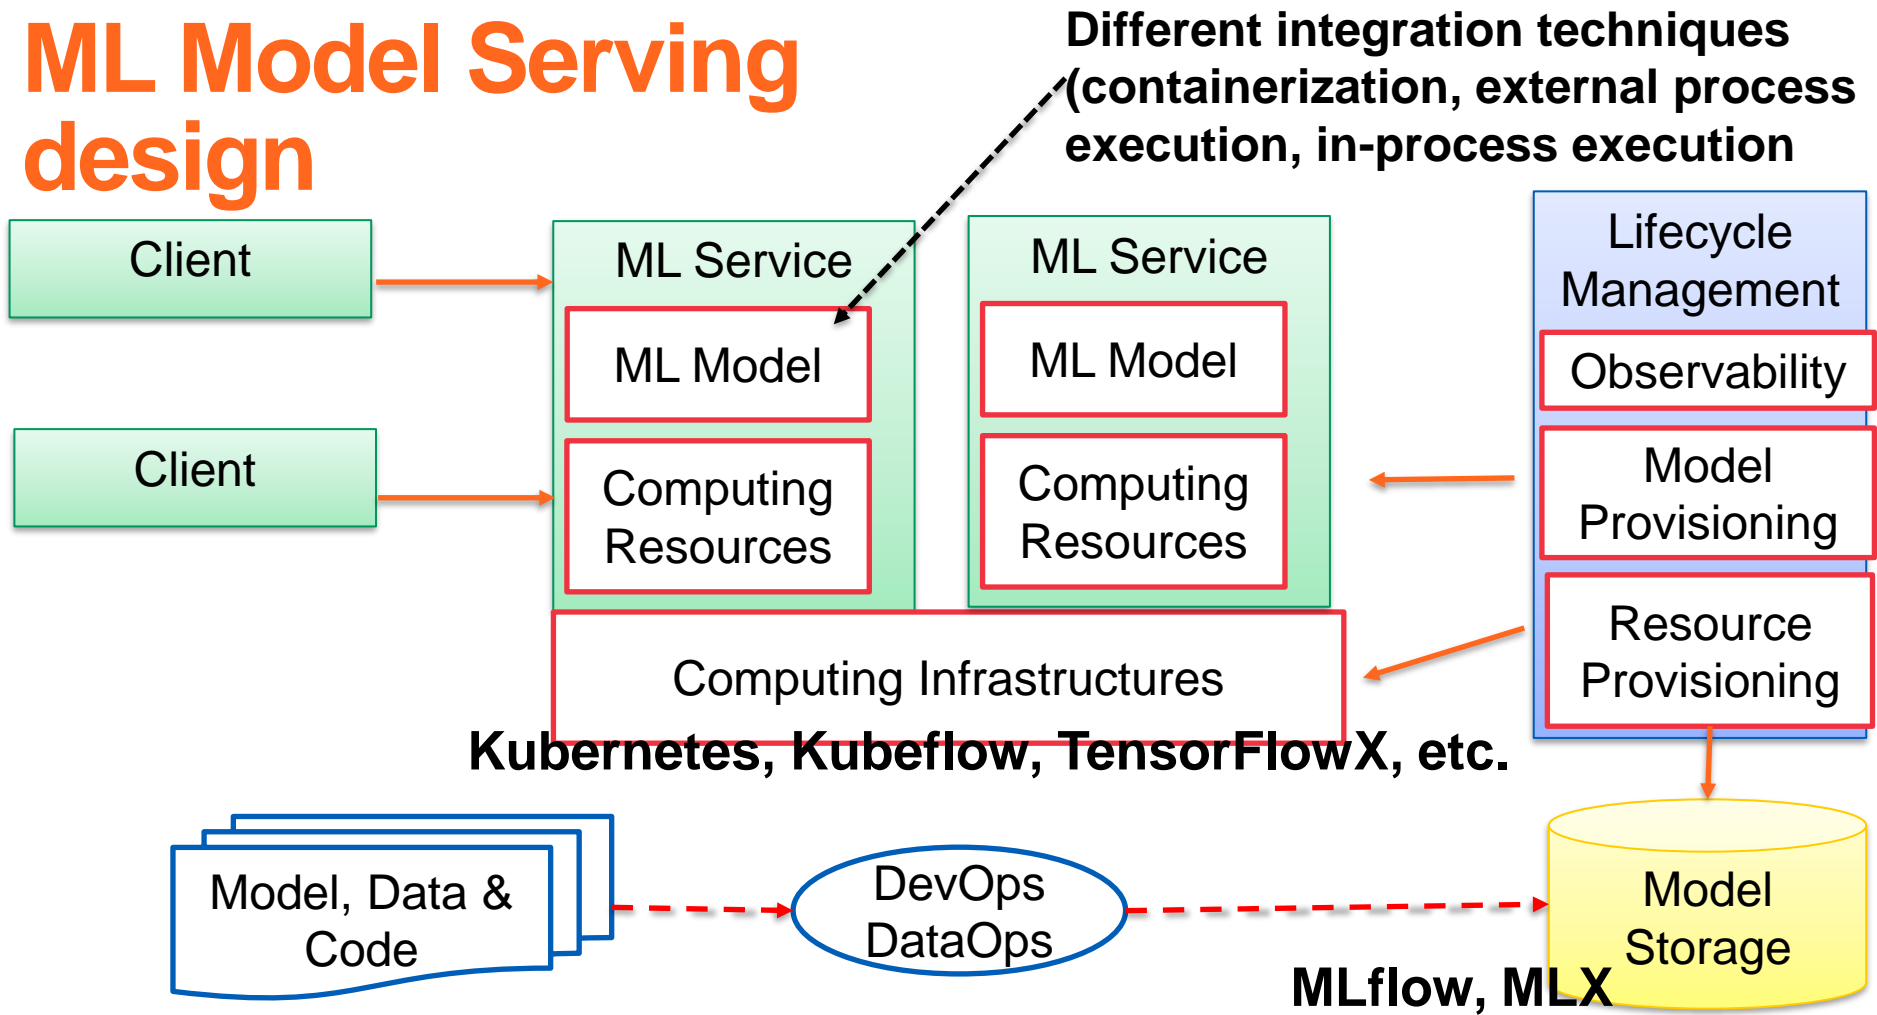 ML Model Serving
design
Different integration techniques
(containerization, external process
execution, in-process execution
Client
Client
ML Service
ML Model
Computing
Resources
ML Service
ML Model
Computing
Resources
Computing Infrastructures
Kubernetes, Kubeflow, TensorFlowX, etc.
Lifecycle
Management
Observability
Model
Provisioning
Resource
Provisioning
Model, Data &
Code
DevOps
DataOps
Model
Storage
MLflow, MLX